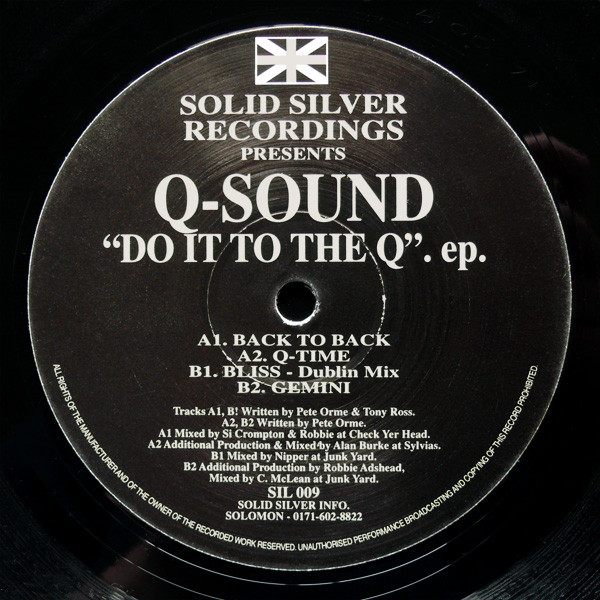 SOLID SILVER
RECORDINGS
PRESENTS
Q-SOUND
“DO IT TO THE Q”. ep.
A1. BACK TO BACK
A2. Q-TIME
B1. BLISS - Dublin Mix
B2. GEMINI
Tracks A1, B! Written by Pete Orme & Tony Ross.
A2, B2 Written by Pete Orme.
A1 Mixed by Si Crompton & Robbie at Check Yer Head.
A2 Additional Production & Mixed by Alan Burke at Sylvias.
B1 Mixed by Nipper at Junk Yard.
B2 Additional Production by Robbie Adshead,
Mixed by C. McLean at Junk Yard.
SIL 009
SOLID SILVER INFO.
SOLOMON - 0171-602-8822
ALL RIGHTS OF THE MANUFACTURER AND OF THE OWNER OF THE RECORDED WORK RESERVED. UNAUTHORISED PERFORMANCE BROADCASTING AND COPYING OF THIS RECORD PROHIBITED.